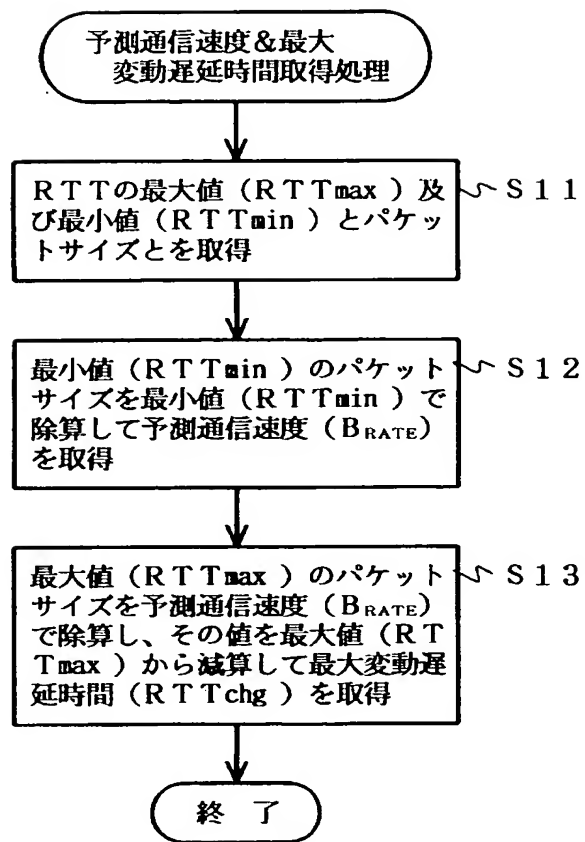 予測通信速度&最大
変動遅延時間取得処理
RTTの最大値(RTTmax)及
び最小値(RTTmin)とパケッ
トサイズとを取得
S11
最小値(RTTmin)のパケット
サイズを最小値(RTTmin)で
除算して予測通信速度(BRATE)
を取得
S12
最大値(RTTmax)のパケット
サイズを予測通信速度(BRATE)
で除算し、その値を最大値(RT
Tmax)から減算して最大変動遅
延時間(RTTchg)を取得
S13
終了